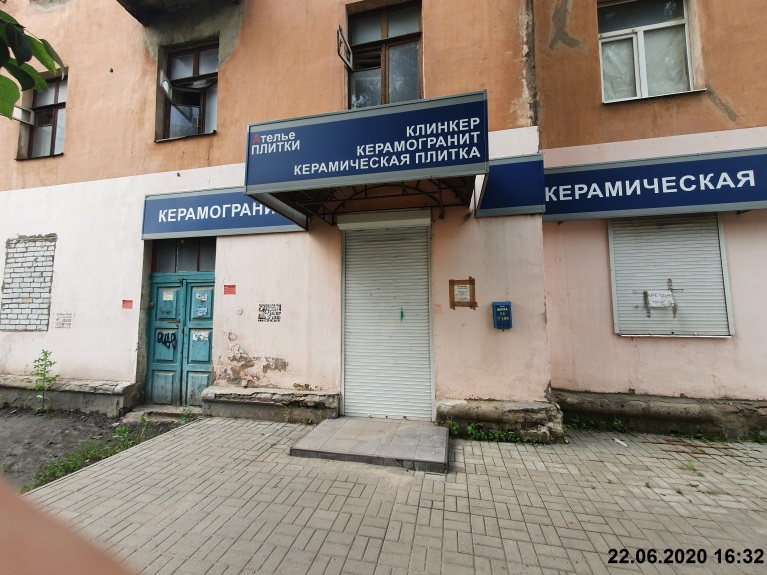 Ателье
ПЛИТКИ
КЛИНКЕР
КЕРАМОГРАНИТ
КЕРАМИЧЕСКАЯ ПЛИТКА
КЕРАМОГРАНИ
КЕРАМИЧЕСКАЯ
22.06.2020 16:32